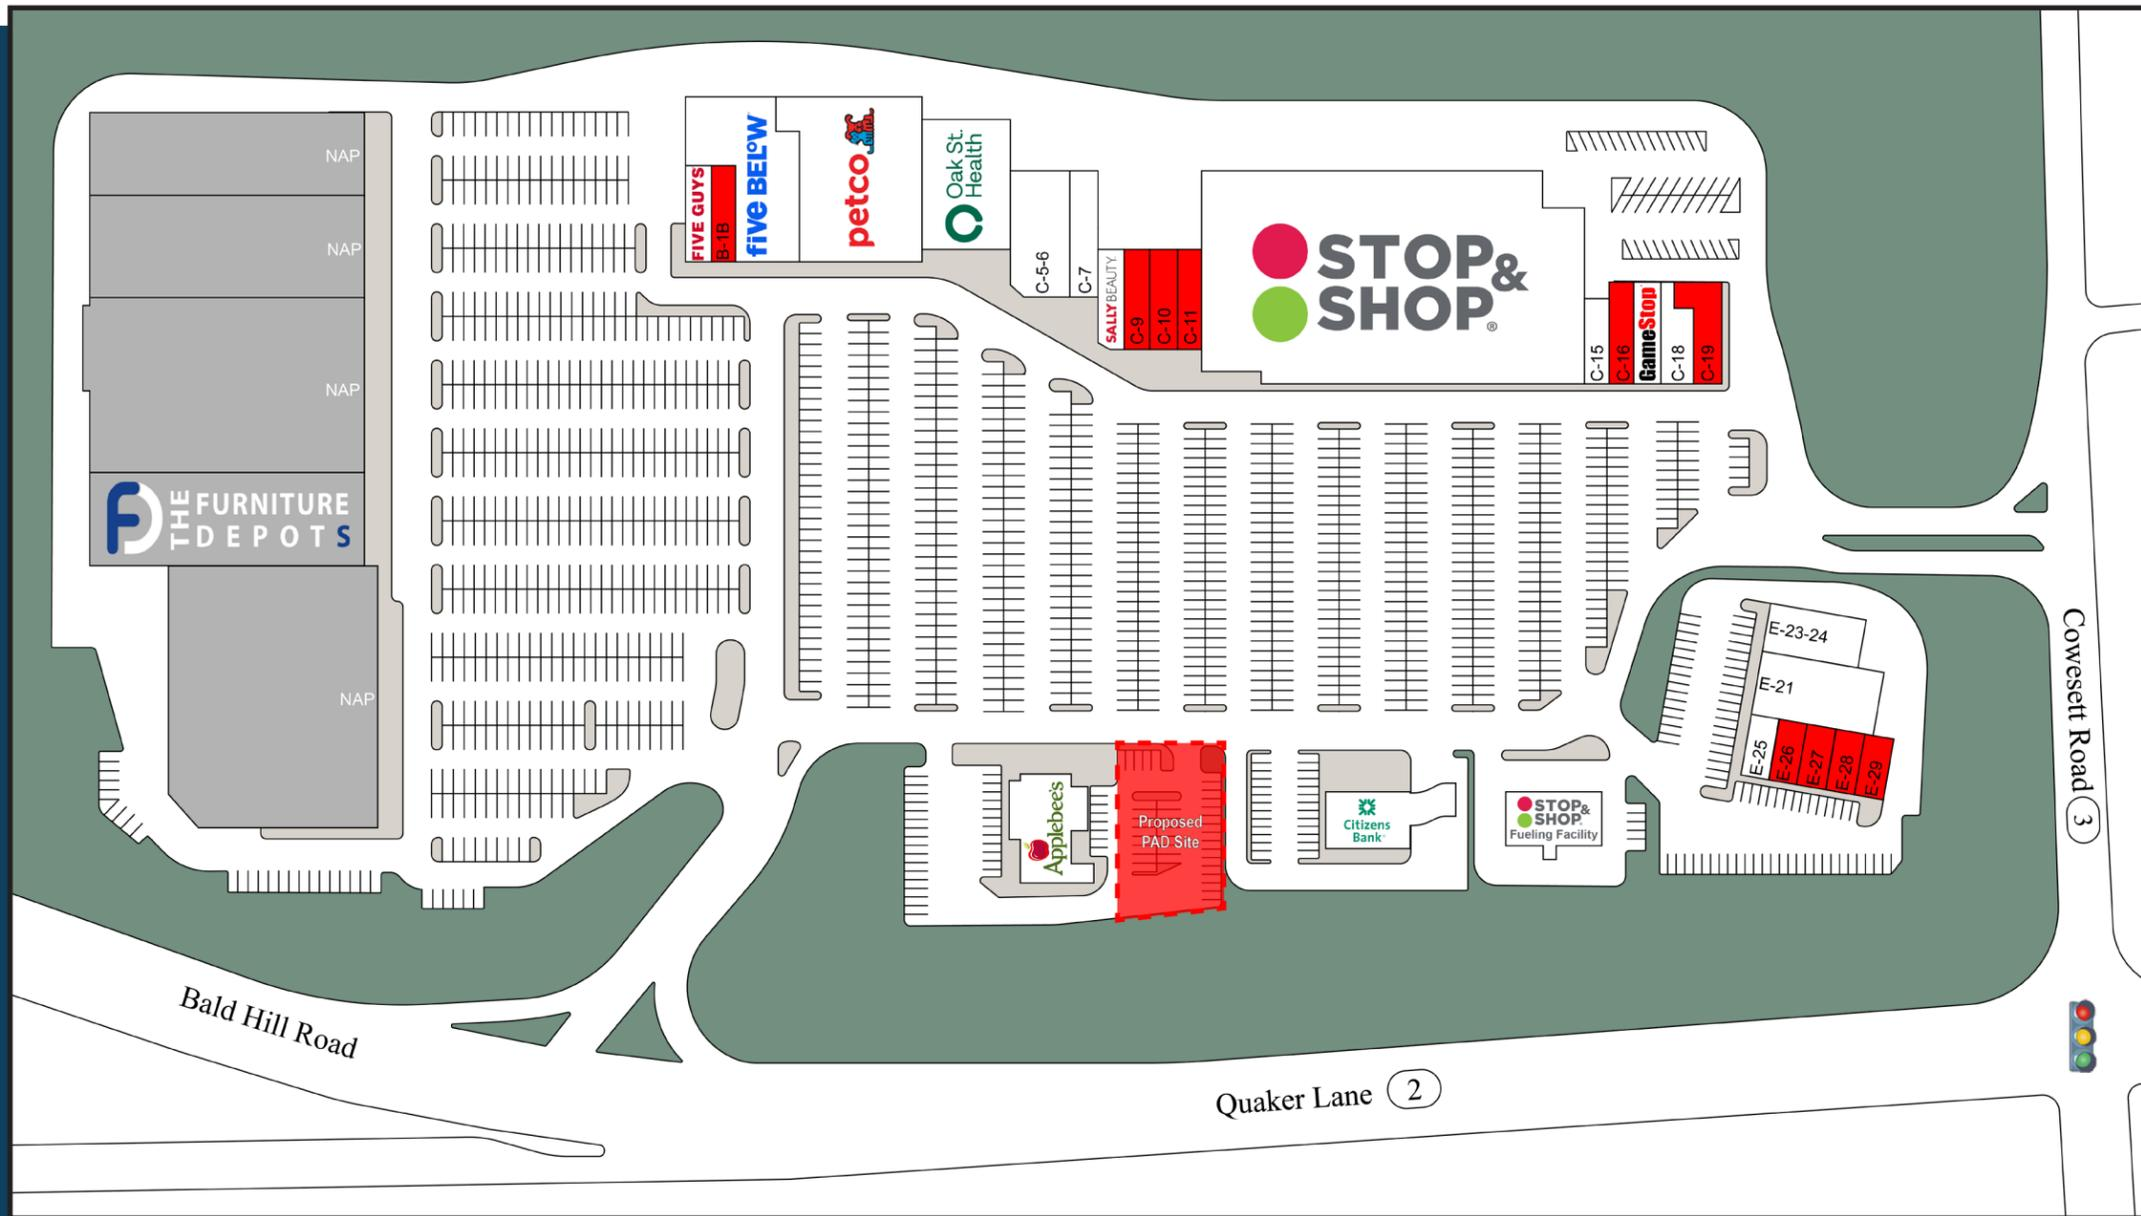 NAP
NAP
NAP
THE
FURNITURE
DEPOTS
NAP
FIVE GUYS
B-1B
five BELOW
petco
Oak St.
Health
C-5-6
C-7
SALLY BEAUTY.
C-9
C-10
C-11
STOP&
SHOP®
C-15
C-16
GameStop
C-18
C-19
E-23-24
E-21
E-25
E-26
E-27
E-28
E-29
Applebee's
Proposed
PAD Site
Citizens
Bank
STOP&
SHOP
Fueling Facility
Cowesett Road 3
Bald Hill Road
Quaker Lane 2